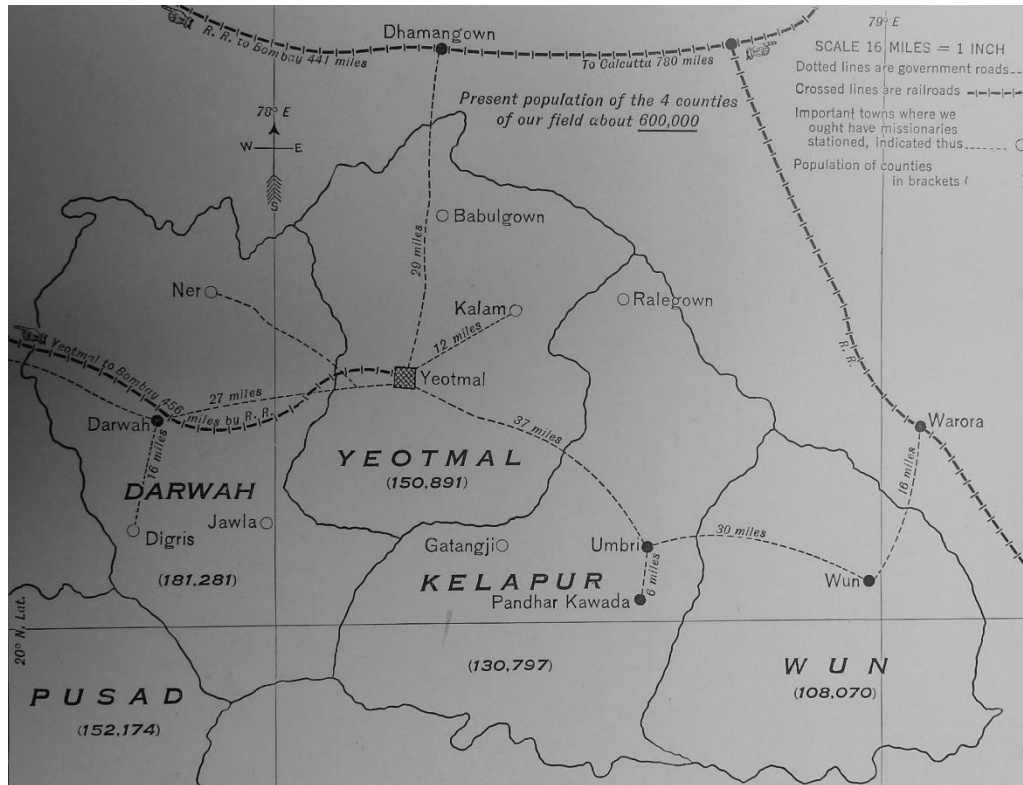 Dhamangown
R. R. to Bombay 441 miles
To Calcutta 780 miles
79° E
SCALE 16 MILES = 1 INCH
Dotted lines are government roads
Crossed lines are railroads
Important towns where we
ought have missionaries
stationed, indicated thus
Population of counties
in brackets (
Present population of the 4 counties
of our field about 600,000
78° E
W E
S
Babulgown
29 miles
Ner
Kalam
12 miles
Ralegown
Yeotmal to Bombay 456 miles by R. R.
27 miles
Yeotmal
R. R.
Darwah
16 miles
37 miles
Warora
16 miles
YEOTMAL
(150,891)
DARWAH
Jawla
Digris
(181,281)
Gatangji
Umbri
30 miles
KELAPUR
6 miles
Pandhar Kawada
Wun
20° N. Lat.
(130,797)
WUN
(108,070)
PUSAD
(152,174)